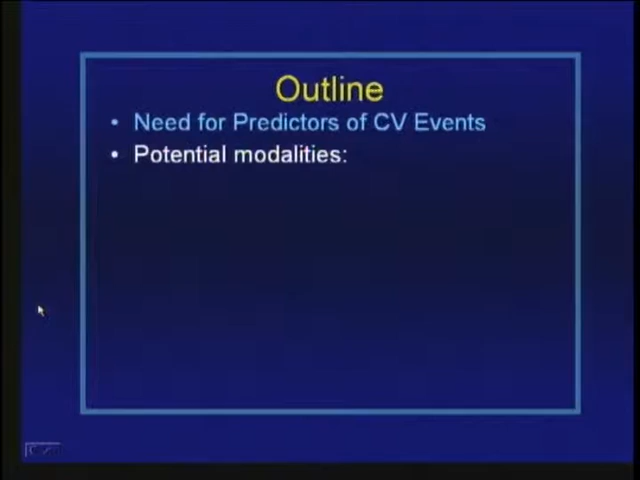 Outline
• Need for Predictors of CV Events
• Potential modalities: